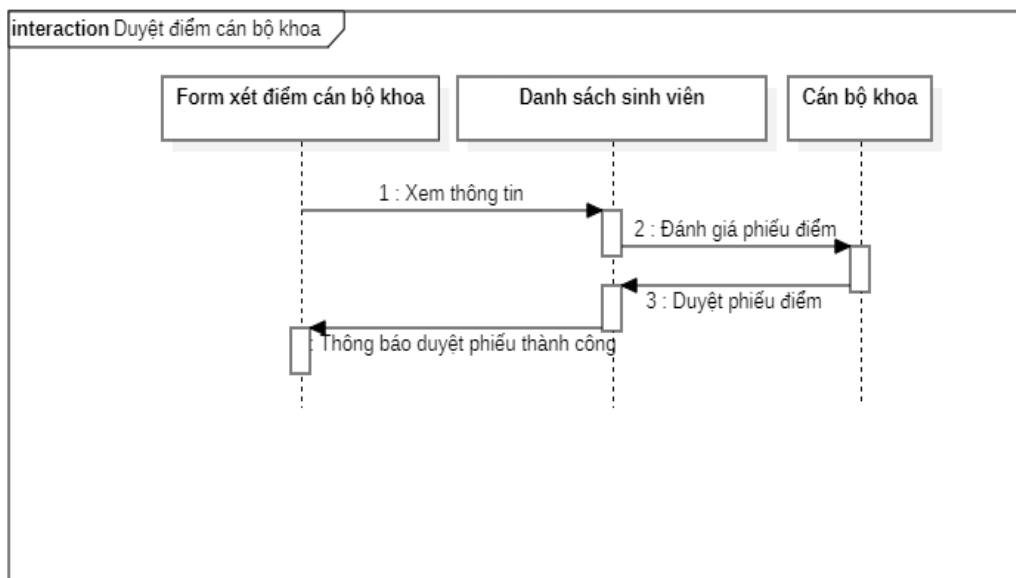 interaction Duyệt điểm cán bộ khoa
Form xét điểm cán bộ khoa
Danh sách sinh viên
Cán bộ khoa
1 : Xem thông tin
2 : Đánh giá phiếu điểm
3 : Duyệt phiếu điểm
: Thông báo duyệt phiếu thành công